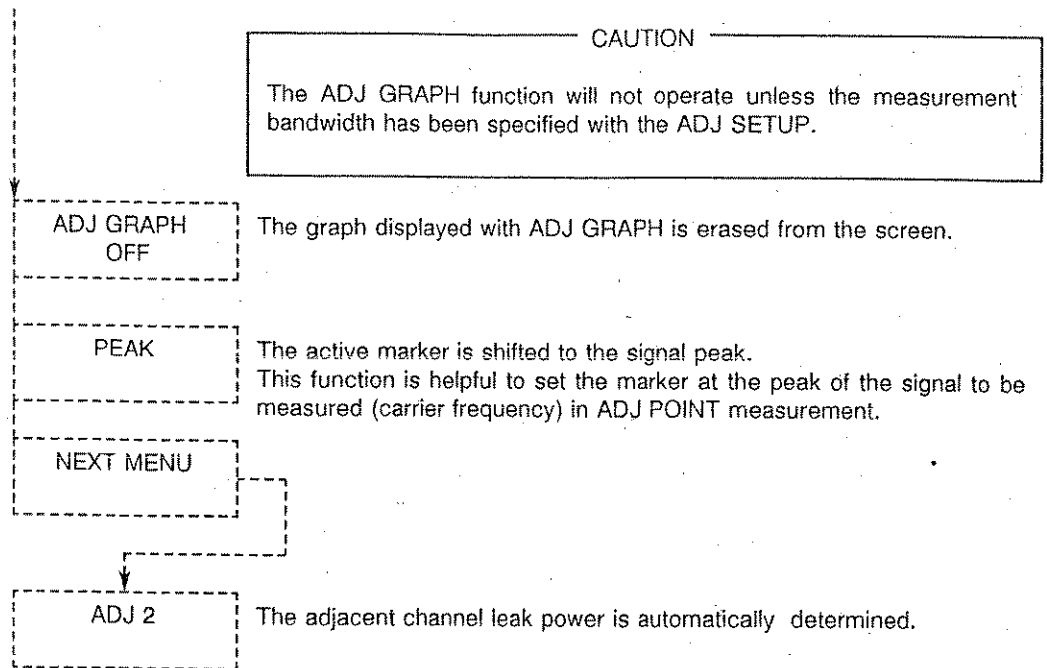 CAUTION
The ADJ GRAPH function will not operate unless the measurement
bandwidth has been specified with the ADJ SETUP.
ADJ GRAPH
OFF
The graph displayed with ADJ GRAPH is erased from the screen.
PEAK
The active marker is shifted to the signal peak.
This function is helpful to set the marker at the peak of the signal to be
measured (carrier frequency) in ADJ POINT measurement.
NEXT MENU
ADJ 2
The adjacent channel leak power is automatically determined.